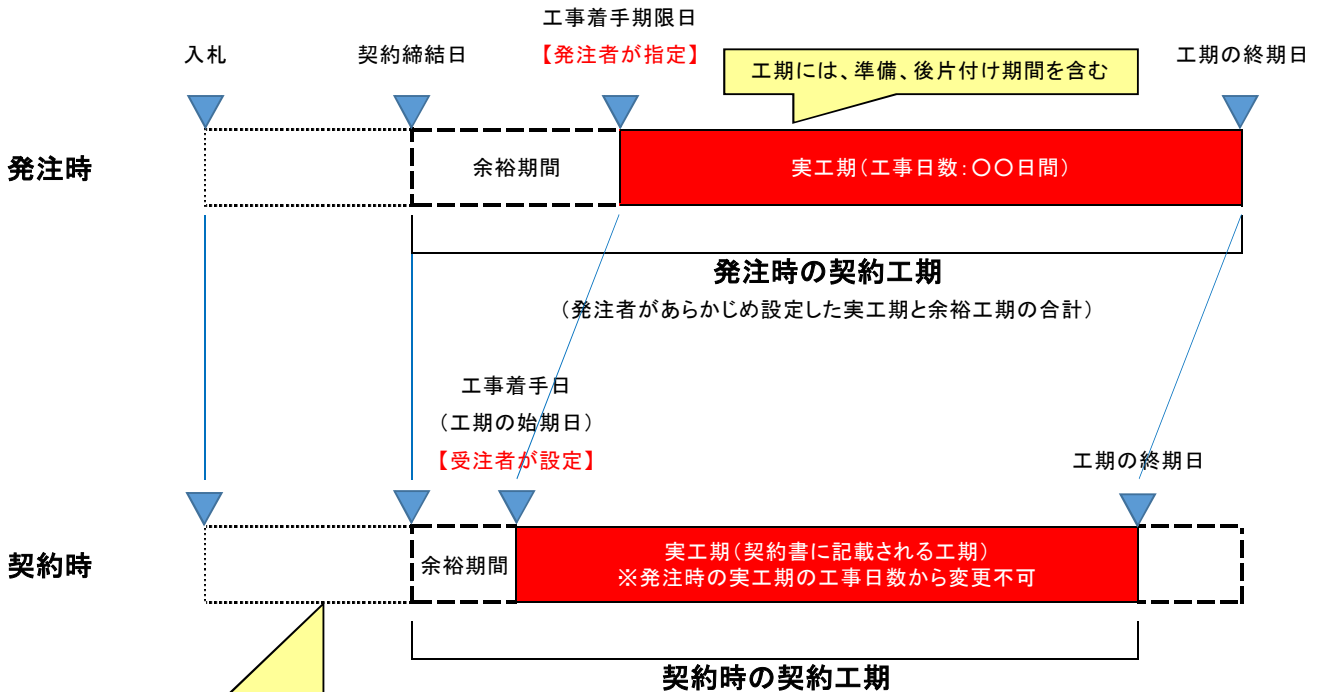 工事着手期限日
入札
契約締結日
【発注者が指定】
工期には、準備、後片付け期間を含む
工期の終期日
発注時
余裕期間
実工期(工事日数:〇〇日間)
発注時の契約工期
(発注者があらかじめ設定した実工期と余裕工期の合計)
工事着手日
(工期の始期日)
【受注者が設定】
工期の終期日
契約時
余裕期間
実工期(契約書に記載される工期)
※発注時の実工期の工事日数から変更不可
契約時の契約工期